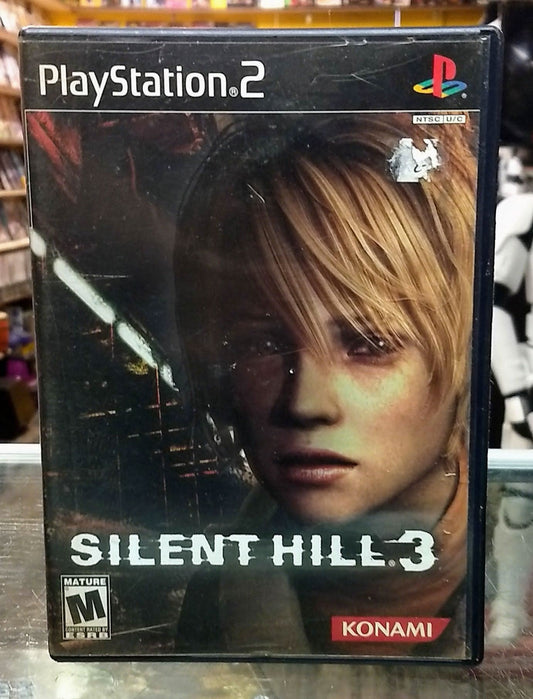 PlayStation®2
NTSC U/C
SILENT HILL®3
MATURE
M
CONTENT RATED BY
ESRB
KONAMI